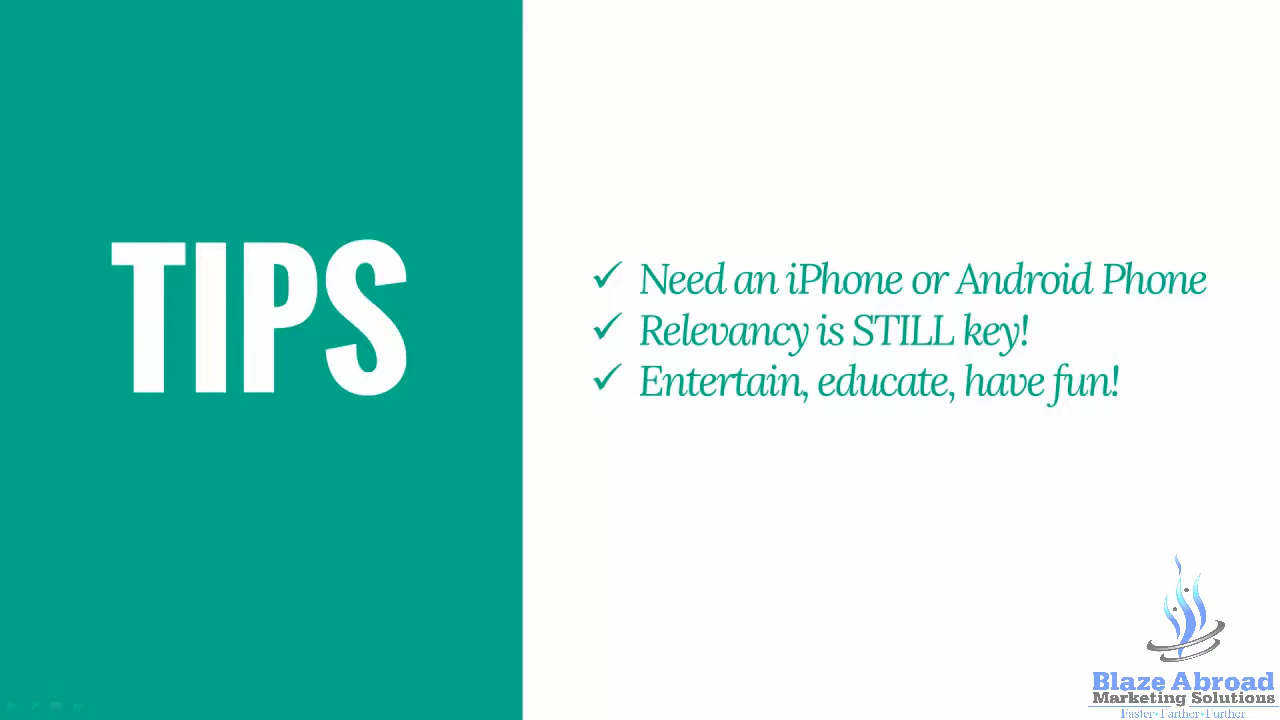 TIPS
✓ Need an iPhone or Android Phone
✓ Relevancy is STILL key!
✓ Entertain, educate, have fun!
Blaze Abroad
Marketing Solutions
Faster•Farther•Further